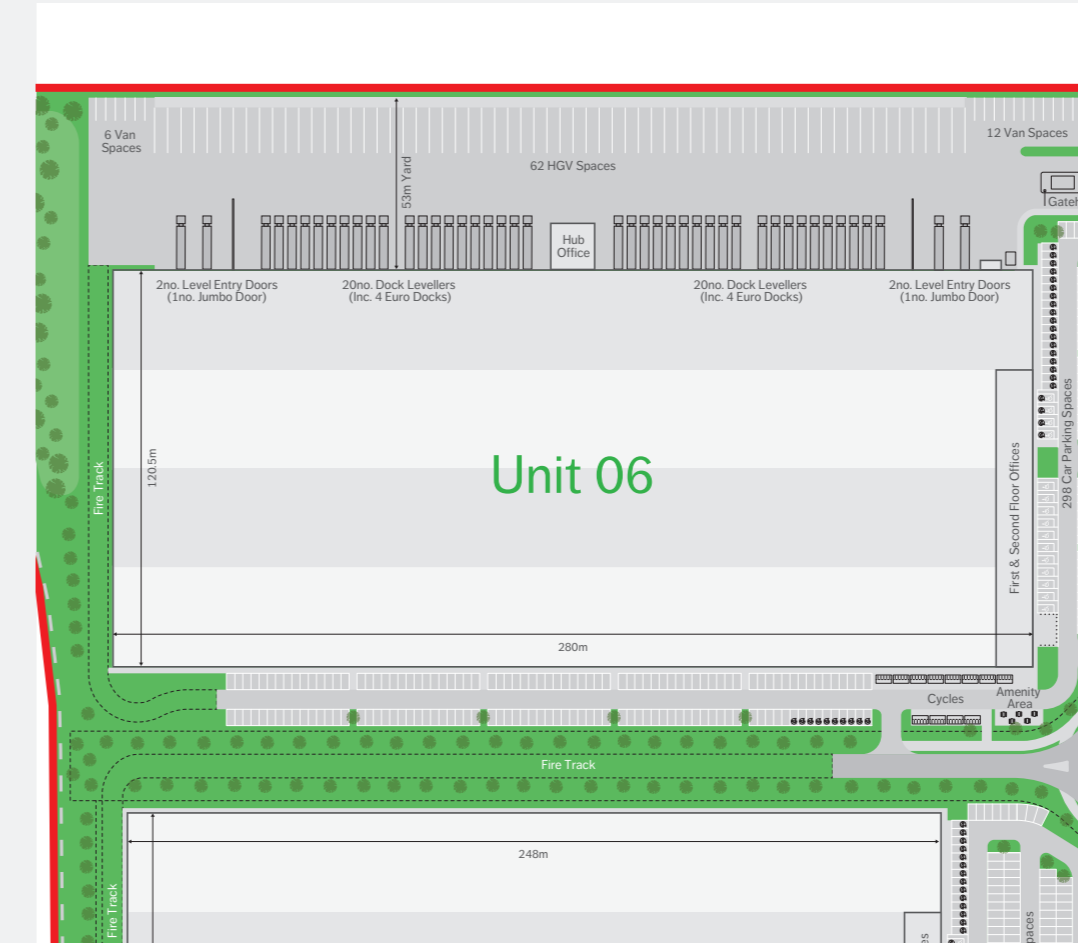 6 Van
Spaces
12 Van Spaces
62 HGV Spaces
53m Yard
Hub
Office
2no. Level Entry Doors
(1no. Jumbo Door)
20no. Dock Levellers
(Inc. 4 Euro Docks)
20no. Dock Levellers
(Inc. 4 Euro Docks)
2no. Level Entry Doors
(1no. Jumbo Door)
298 Car Parking Spaces
120.5m
Fire Track
Unit 06
First & Second Floor Offices
280m
Cycles
Amenity
Area
Fire Track
248m
Fire Track